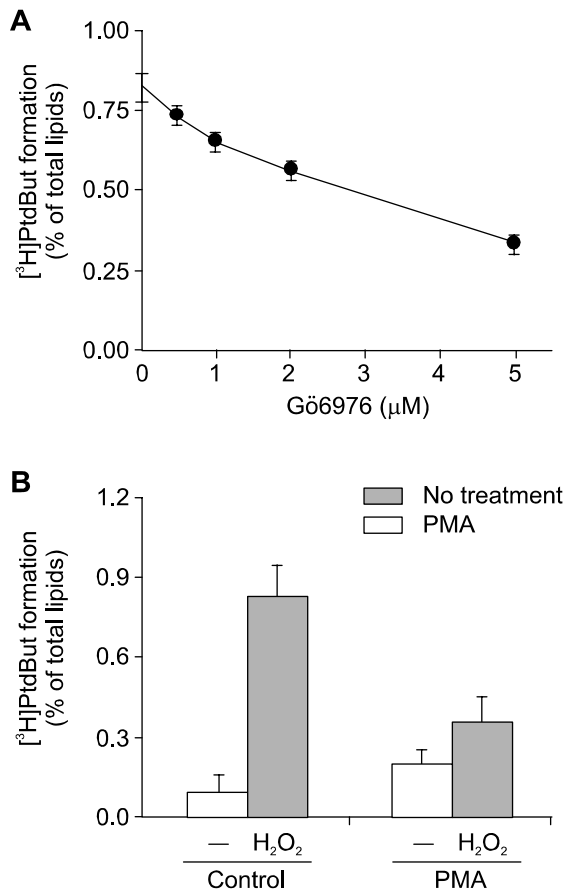 A
[³H]PtdBut formation
(% of total lipids)
1.00
0.75
0.50
0.25
0.00
0 1 2 3 4 5
Gö6976 (μM)
B
[³H]PtdBut formation
(% of total lipids)
1.2
0.9
0.6
0.3
0.0
No treatment
PMA
— H₂O₂ — H₂O₂
Control PMA